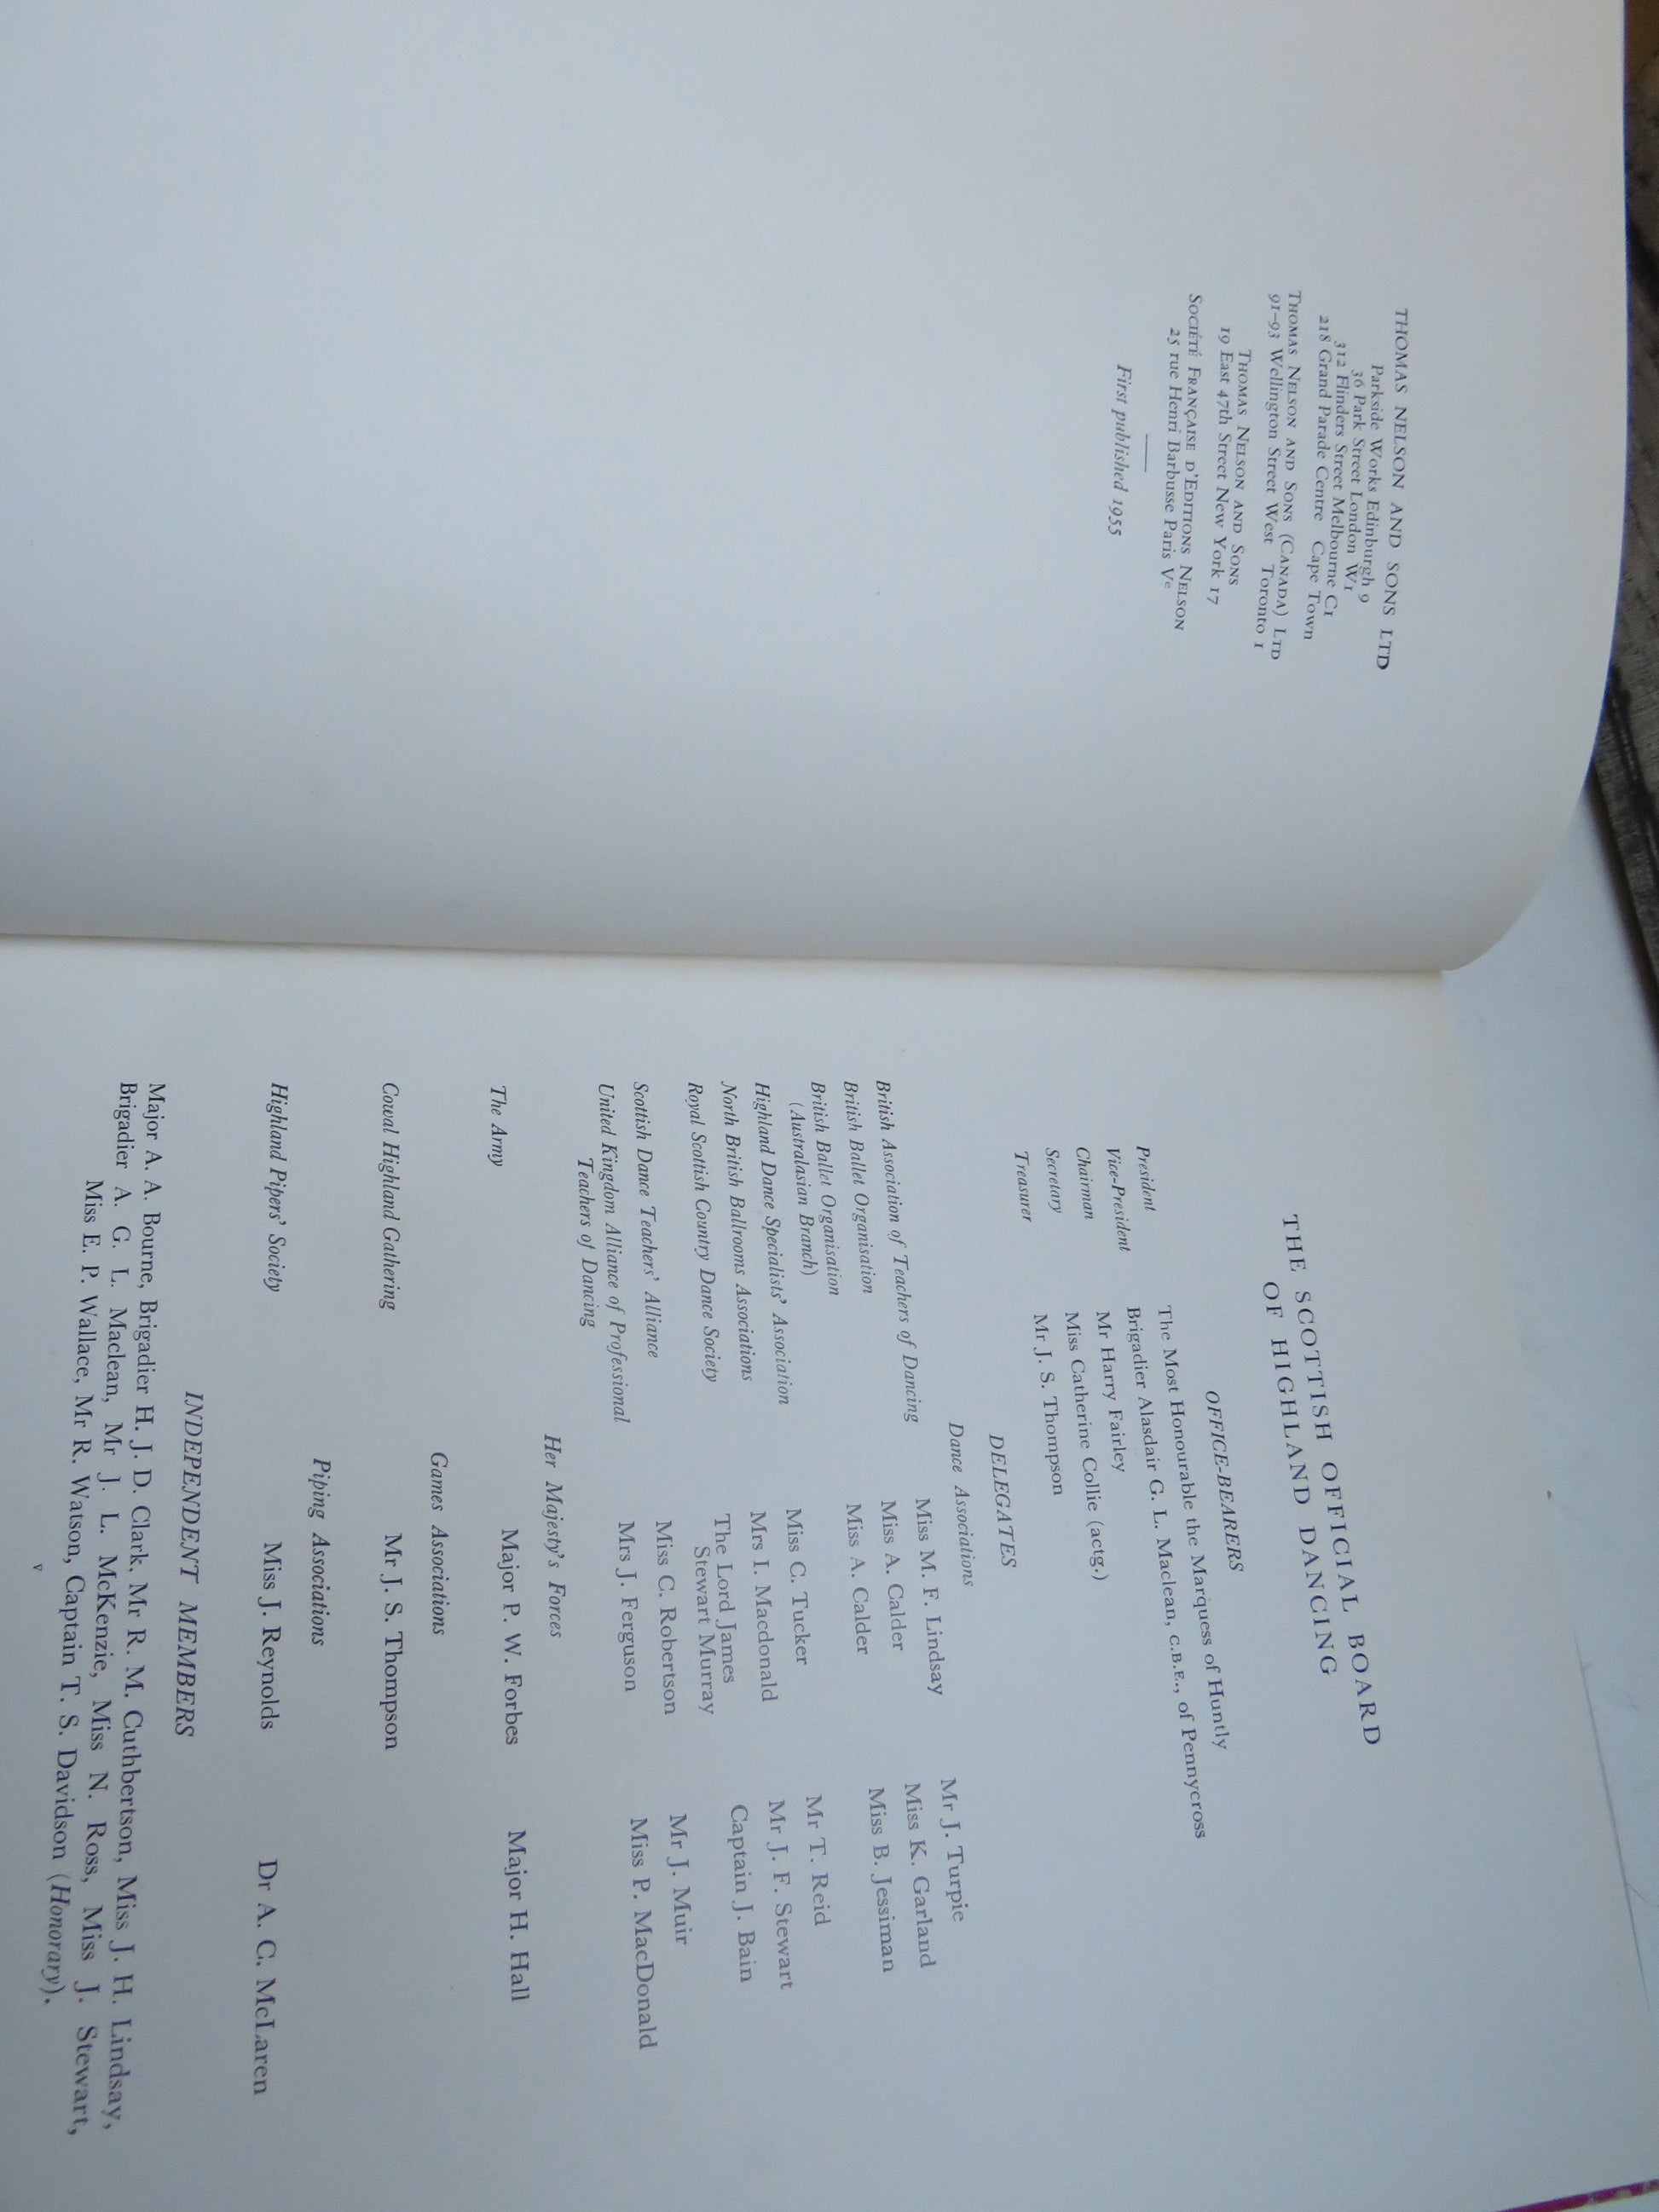 THOMAS NELSON AND SONS LTD
Parkside Works Edinburgh 9
36 Park Street London W1
312 Flinders Street Melbourne C1
218 Grand Parade Centre Cape Town
THOMAS NELSON AND SONS (CANADA) LTD
91–93 Wellington Street West Toronto 1
THOMAS NELSON AND SONS
19 East 47th Street New York 17
SOCIÉTÉ FRANÇAISE D'EDITIONS NELSON
25 rue Henri Barbusse Paris Ve
First published 1955
THE SCOTTISH OFFICIAL BOARD
OF HIGHLAND DANCING
OFFICE-BEARERS
President The Most Honourable the Marquess of Huntly
Vice-President Brigadier Alasdair G. L. Maclean, C.B.E., of Pennycross
Chairman Mr Harry Fairley
Secretary Miss Catherine Collie (actg.)
Treasurer Mr J. S. Thompson
DELEGATES
Dance Associations
British Association of Teachers of Dancing Miss M. F. Lindsay Mr J. Turpie
British Ballet Organisation Miss A. Calder Miss K. Garland
British Ballet Organisation Miss A. Calder Miss B. Jessiman
(Australasian Branch)
Highland Dance Specialists' Association Miss C. Tucker Mr T. Reid
North British Ballrooms Associations Mrs I. Macdonald Mr J. F. Stewart
Royal Scottish Country Dance Society The Lord James Captain J. Bain
Stewart Murray
Scottish Dance Teachers' Alliance Miss C. Robertson Mr J. Muir
United Kingdom Alliance of Professional Mrs J. Ferguson Miss P. MacDonald
Teachers of Dancing
Her Majesty's Forces
The Army Major P. W. Forbes Major H. Hall
Games Associations
Cowal Highland Gathering Mr J. S. Thompson
Piping Associations
Highland Pipers' Society Miss J. Reynolds Dr A. C. McLaren
INDEPENDENT MEMBERS
Major A. A. Bourne, Brigadier H. J. D. Clark, Mr R. M. Cuthbertson, Miss J. H. Lindsay,
Brigadier A. G. L. Maclean, Mr J. L. McKenzie, Miss N. Ross, Miss J. Stewart,
Miss E. P. Wallace, Mr R. Watson, Captain T. S. Davidson (Honorary).
v